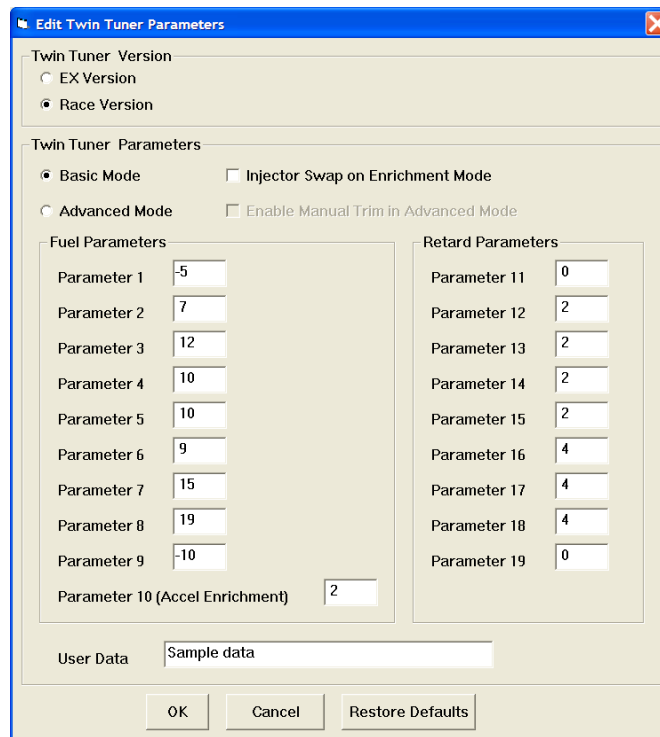 Edit Twin Tuner Parameters
Twin Tuner Version
EX Version
Race Version
Twin Tuner Parameters
Basic Mode
Injector Swap on Enrichment Mode
Advanced Mode
Enable Manual Trim in Advanced Mode
Fuel Parameters
Parameter 1 -5
Parameter 2 7
Parameter 3 12
Parameter 4 10
Parameter 5 10
Parameter 6 9
Parameter 7 15
Parameter 8 19
Parameter 9 -10
Parameter 10 (Accel Enrichment) 2
Retard Parameters
Parameter 11 0
Parameter 12 2
Parameter 13 2
Parameter 14 2
Parameter 15 2
Parameter 16 4
Parameter 17 4
Parameter 18 4
Parameter 19 0
User Data Sample data
OK Cancel Restore Defaults